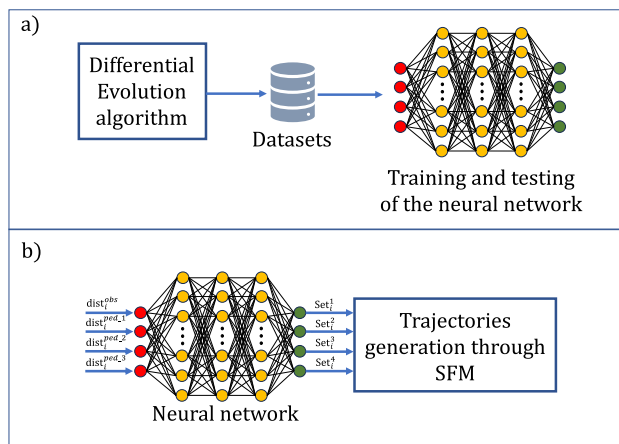 a)
Differential
Evolution
algorithm
Datasets
Training and testing
of the neural network
b)
dist_i^{obs}
dist_i^{ped_1}
dist_i^{ped_2}
dist_i^{ped_3}
Set_i^1
Set_i^2
Set_i^3
Set_i^4
Trajectories
generation through
SFM
Neural network